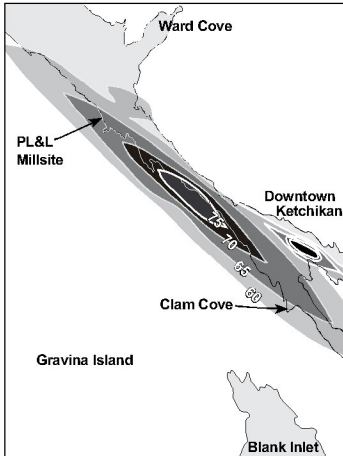 Ward Cove
PL&L
Millsite
Downtown
Ketchikan
75
70
65
60
Clam Cove
Gravina Island
Blank Inlet